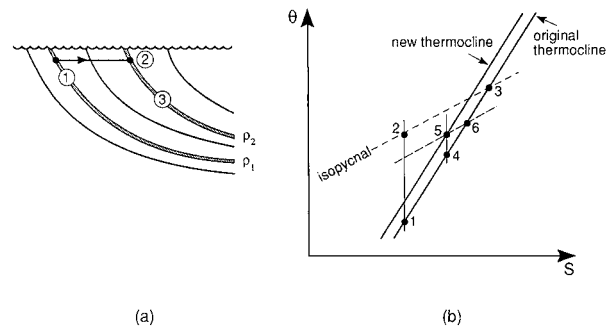 1
2
3
ρ2
ρ1
(a)
θ
original
thermocline
new thermocline
isopycnal
3
2
5
6
4
1
S
(b)